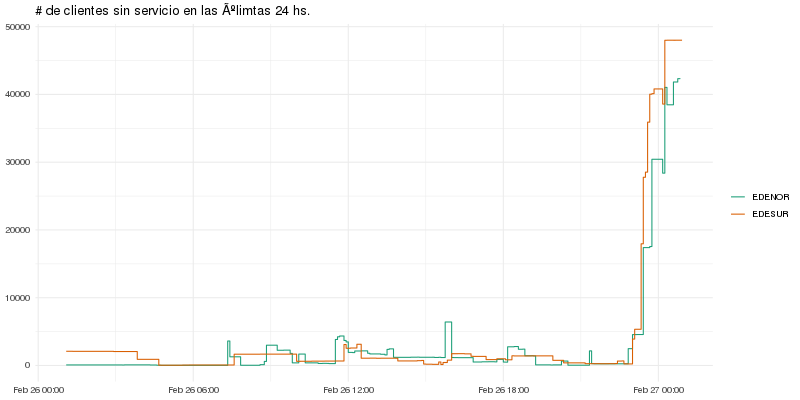 # de clientes sin servicio en las Ãºlimtas 24 hs.
50000
40000
30000
20000
10000
0
Feb 26 00:00
Feb 26 06:00
Feb 26 12:00
Feb 26 18:00
Feb 27 00:00
EDENOR
EDESUR